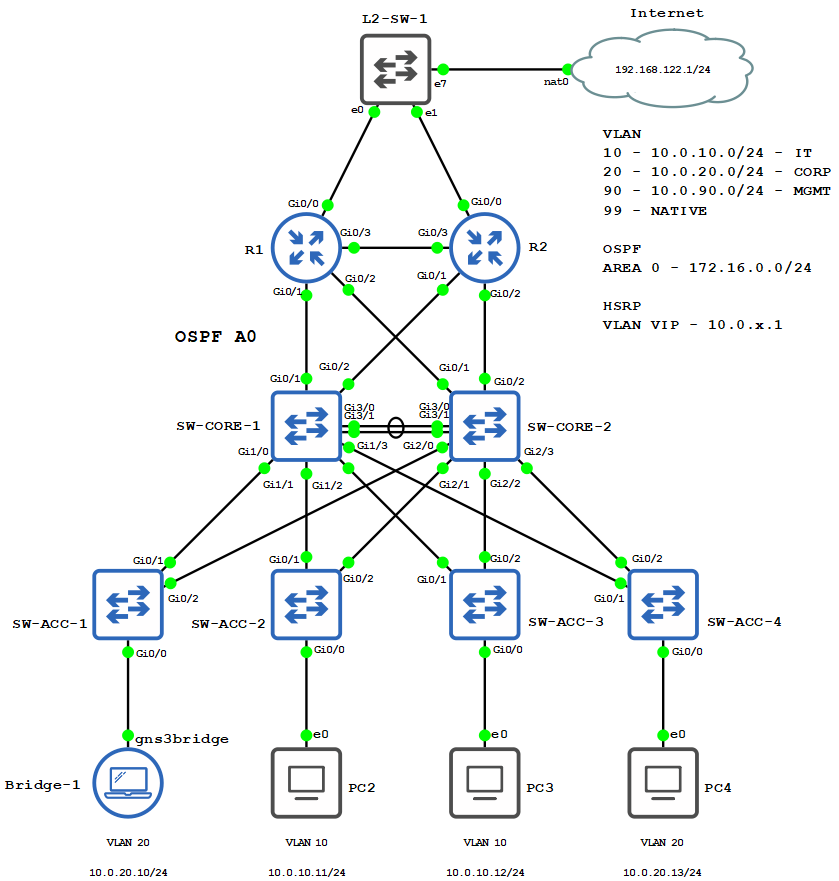 Internet
L2-SW-1
192.168.122.1/24
e7
nat0
e0
e1
VLAN
10 - 10.0.10.0/24 - IT
20 - 10.0.20.0/24 - CORP
90 - 10.0.90.0/24 - MGMT
99 - NATIVE
OSPF
AREA 0 - 172.16.0.0/24
HSRP
VLAN VIP - 10.0.x.1
Gi0/0
Gi0/0
R1
Gi0/3
Gi0/3
R2
Gi0/1
Gi0/2
Gi0/1
Gi0/2
OSPF A0
Gi0/1
Gi0/2
Gi0/1
Gi0/2
SW-CORE-1
Gi3/0
Gi3/1
Gi3/0
Gi3/1
SW-CORE-2
Gi1/0
Gi1/1
Gi1/2
Gi1/3
Gi2/0
Gi2/1
Gi2/2
Gi2/3
Gi0/1
Gi0/2
Gi0/1
Gi0/2
Gi0/1
Gi0/2
Gi0/1
Gi0/2
SW-ACC-1
SW-ACC-2
SW-ACC-3
SW-ACC-4
Gi0/0
Gi0/0
Gi0/0
Gi0/0
gns3bridge
e0
e0
e0
Bridge-1
PC2
PC3
PC4
VLAN 20
VLAN 10
VLAN 10
VLAN 20
10.0.20.10/24
10.0.10.11/24
10.0.10.12/24
10.0.20.13/24